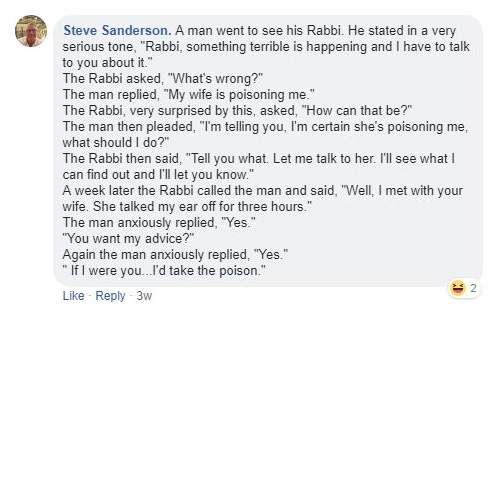 Steve Sanderson. A man went to see his Rabbi. He stated in a very
serious tone, "Rabbi, something terrible is happening and I have to talk
to you about it."
The Rabbi asked, "What's wrong?"
The man replied, "My wife is poisoning me."
The Rabbi, very surprised by this, asked, "How can that be?"
The man then pleaded, "I'm telling you, I'm certain she's poisoning me,
what should I do?"
The Rabbi then said, "Tell you what. Let me talk to her. I'll see what I
can find out and I'll let you know."
A week later the Rabbi called the man and said, "Well, I met with your
wife. She talked my ear off for three hours."
The man anxiously replied, "Yes."
"You want my advice?"
Again the man anxiously replied, "Yes."
" If I were you...I'd take the poison."
2
Like · Reply · 3w